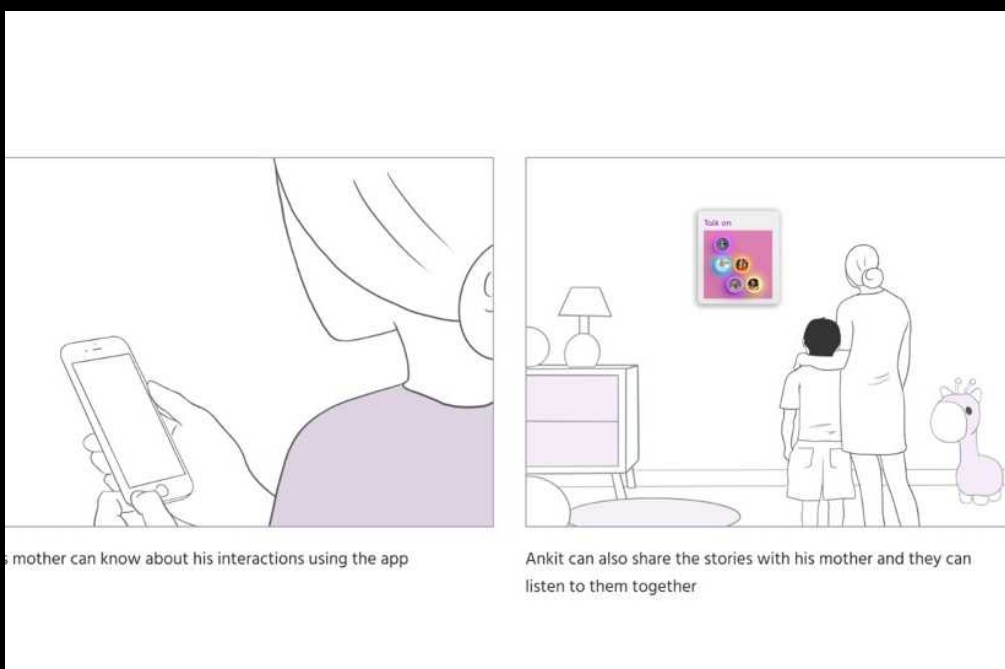 Talk on
s mother can know about his interactions using the app
Ankit can also share the stories with his mother and they can
listen to them together